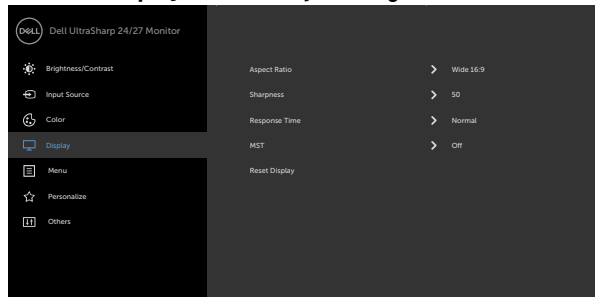 DELL Dell UltraSharp 24/27 Monitor
Brightness/Contrast
Aspect Ratio Wide 16:9
Input Source
Sharpness 50
Color
Response Time Normal
Display
MST Off
Menu
Reset Display
Personalize
Others